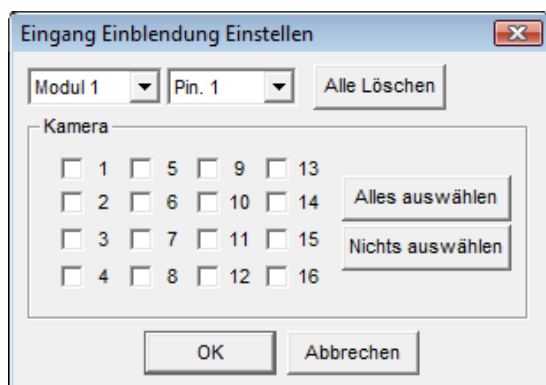 Eingang Einblendung Einstellen
Modul 1 Pin. 1 Alle Löschen
Kamera
1 5 9 13
2 6 10 14
3 7 11 15
4 8 12 16
Alles auswählen
Nichts auswählen
OK Abbrechen